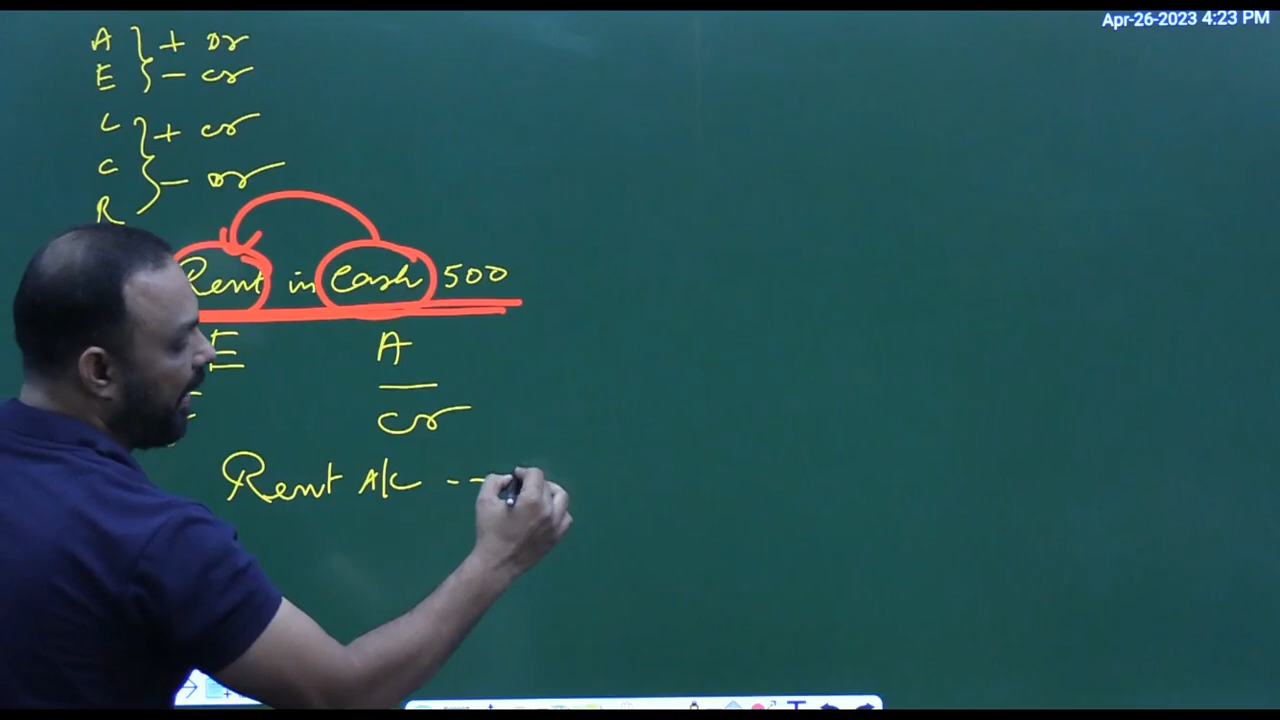 Apr-26-2023 4:23 PM
A } + Dr
E } - Cr
L } + Cr
C } - Dr
R
Rent in Cash 500
E A
Cr
Rent A/C --